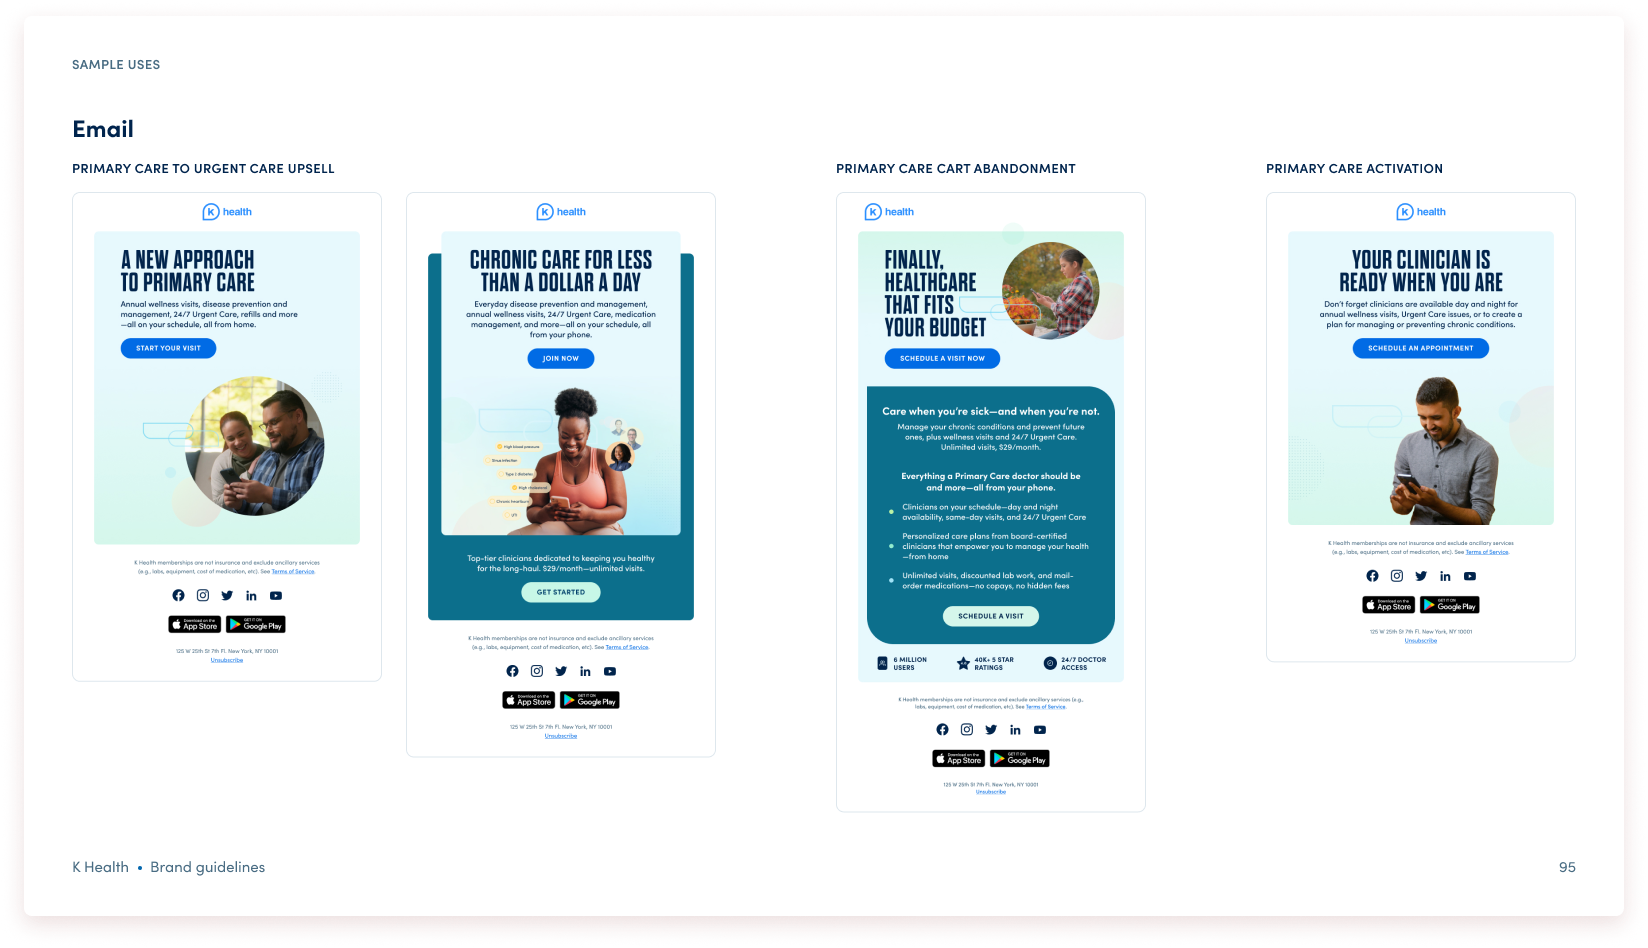 SAMPLE USES
Email
PRIMARY CARE TO URGENT CARE UPSELL
K health
A NEW APPROACH
TO PRIMARY CARE
Annual wellness visits, disease prevention and
management, 24/7 Urgent Care, refills and more
—all on your schedule, all from home.
START YOUR VISIT
K Health memberships are not insurance and exclude ancillary services
(e.g., labs, equipment, cost of medication, etc). See Terms of Service.
in
Download on the
App Store
GET IT ON
Google Play
125 W 25th St 7th Fl. New York, NY 10001
Unsubscribe
K health
CHRONIC CARE FOR LESS
THAN A DOLLAR A DAY
Everyday disease prevention and management,
annual wellness visits, 24/7 Urgent Care, medication
management, and more—all on your schedule, all
from your phone.
JOIN NOW
High blood pressure
Sinus infection
Type 2 diabetes
High cholesterol
Chronic heartburn
UTI
Top-tier clinicians dedicated to keeping you healthy
for the long-haul. $29/month—unlimited visits.
GET STARTED
K Health memberships are not insurance and exclude ancillary services
(e.g., labs, equipment, cost of medication, etc). See Terms of Service.
in
Download on the
App Store
GET IT ON
Google Play
125 W 25th St 7th Fl. New York, NY 10001
Unsubscribe
PRIMARY CARE CART ABANDONMENT
K health
FINALLY,
HEALTHCARE
THAT FITS
YOUR BUDGET
SCHEDULE A VISIT NOW
Care when you're sick—and when you're not.
Manage your chronic conditions and prevent future
ones, plus wellness visits and 24/7 Urgent Care.
Unlimited visits, $29/month.
Everything a Primary Care doctor should be
and more—all from your phone.
Clinicians on your schedule—day and night
availability, same-day visits, and 24/7 Urgent Care
Personalized care plans from board-certified
clinicians that empower you to manage your health
—from home
Unlimited visits, discounted lab work, and mail-
order medications—no copays, no hidden fees
SCHEDULE A VISIT
6 MILLION
USERS
40K+ 5 STAR
RATINGS
24/7 DOCTOR
ACCESS
K Health memberships are not insurance and exclude ancillary services (e.g.,
labs, equipment, cost of medication, etc). See Terms of Service.
in
Download on the
App Store
GET IT ON
Google Play
125 W 25th St 7th Fl. New York, NY 10001
Unsubscribe
PRIMARY CARE ACTIVATION
K health
YOUR CLINICIAN IS
READY WHEN YOU ARE
Don't forget clinicians are available day and night for
annual wellness visits, Urgent Care issues, or to create a
plan for managing or preventing chronic conditions.
SCHEDULE AN APPOINTMENT
K Health memberships are not insurance and exclude ancillary services
(e.g., labs, equipment, cost of medication, etc). See Terms of Service.
in
Download on the
App Store
GET IT ON
Google Play
125 W 25th St 7th Fl. New York, NY 10001
Unsubscribe
K Health • Brand guidelines
95